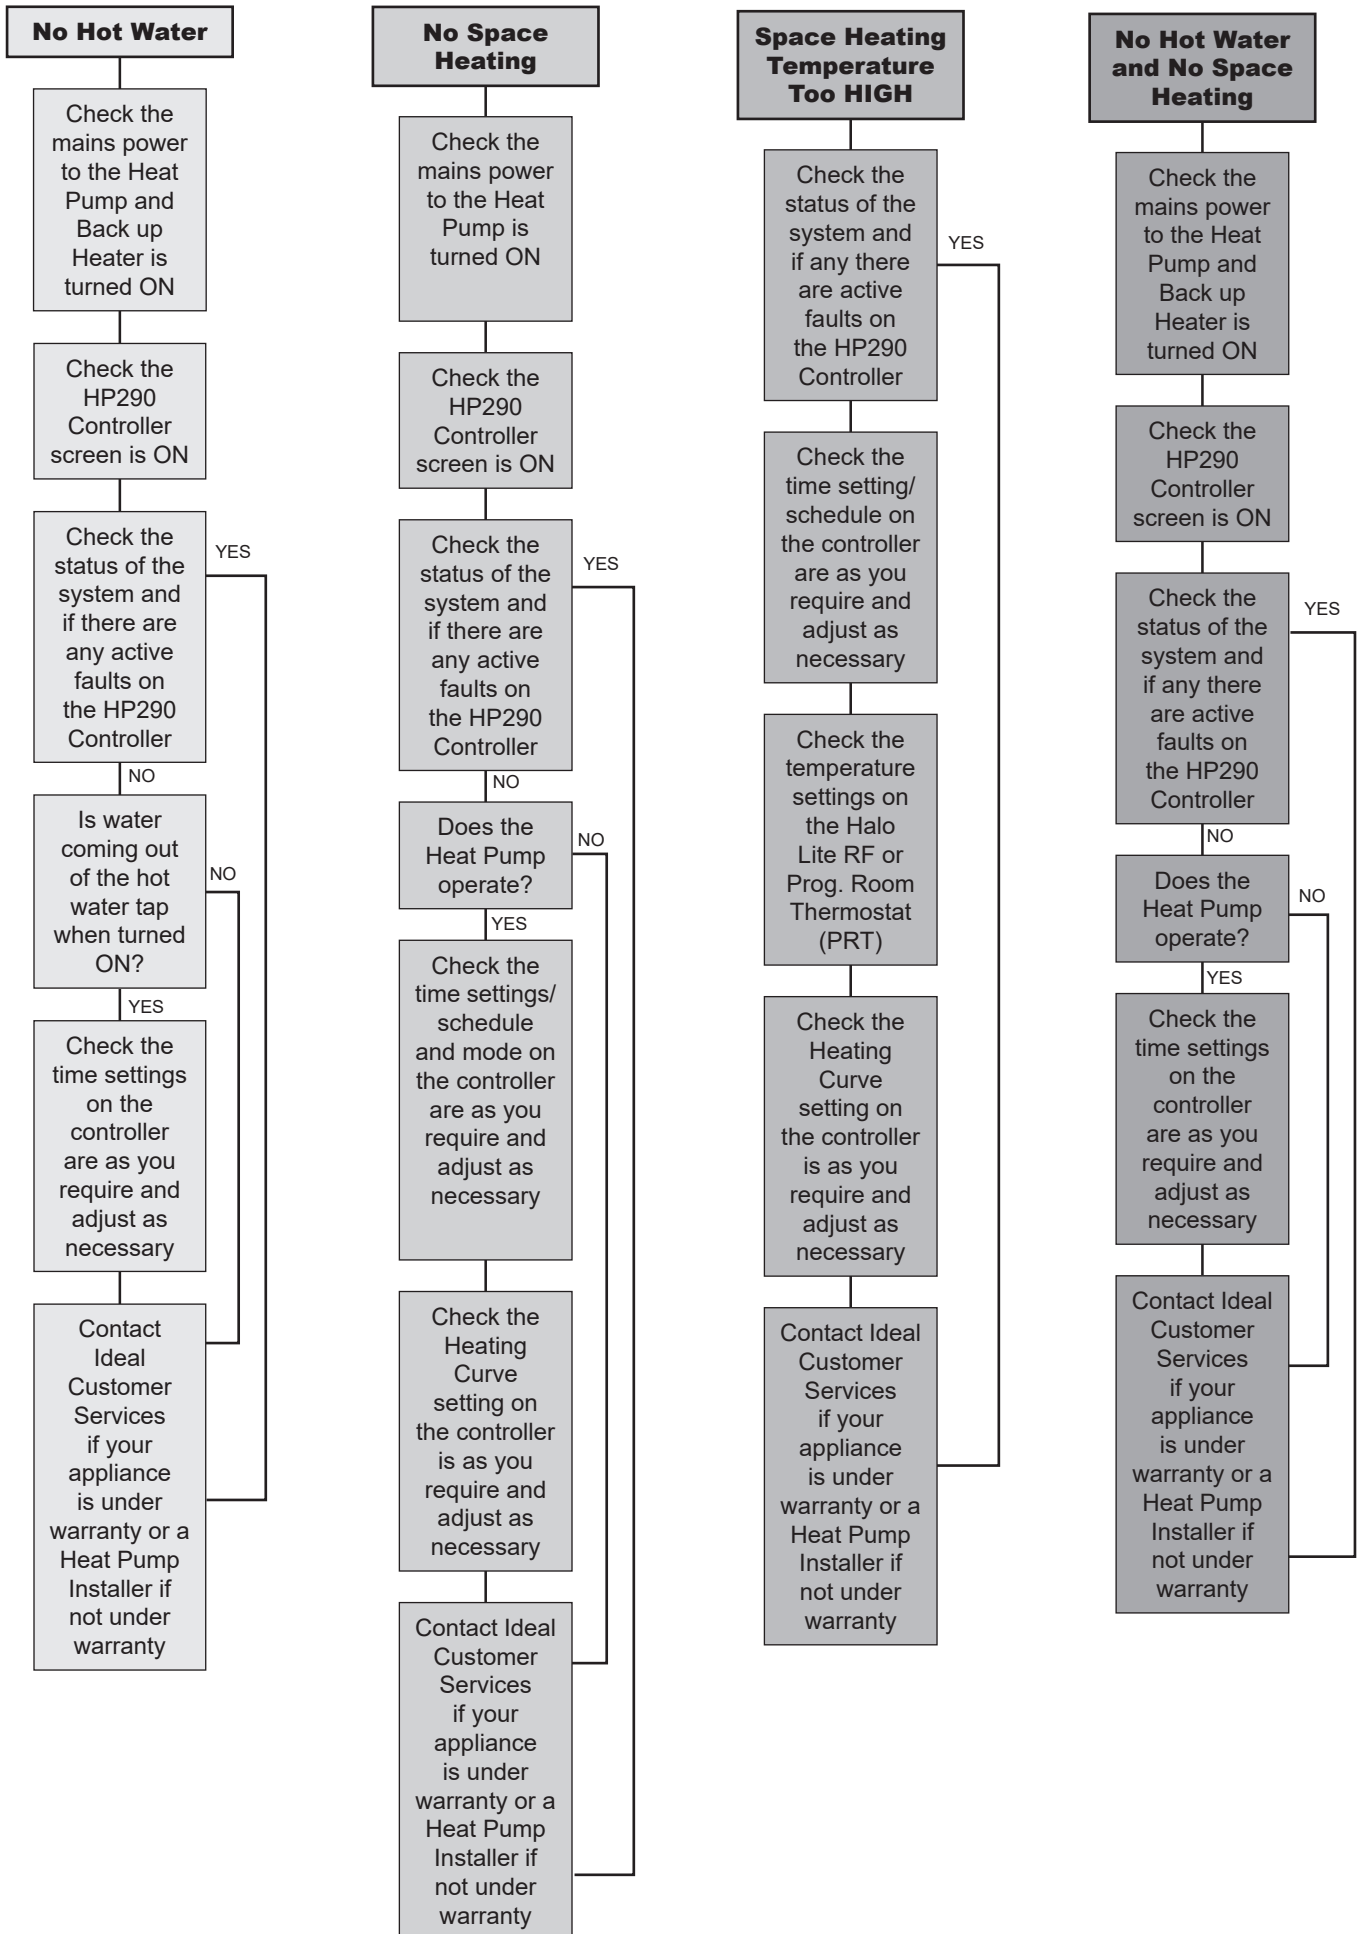 No Hot Water
Check the
mains power
to the Heat
Pump and
Back up
Heater is
turned ON
Check the
HP290
Controller
screen is ON
Check the
status of the
system and
if there are
any active
faults on
the HP290
Controller
YES
NO
Is water
coming out
of the hot
water tap
when turned
ON?
NO
YES
Check the
time settings
on the
controller
are as you
require and
adjust as
necessary
Contact
Ideal
Customer
Services
if your
appliance
is under
warranty or a
Heat Pump
Installer if
not under
warranty
No Space
Heating
Check the
mains power
to the Heat
Pump is
turned ON
Check the
HP290
Controller
screen is ON
Check the
status of the
system and
if there are
any active
faults on
the HP290
Controller
YES
NO
Does the
Heat Pump
operate?
NO
YES
Check the
time settings/
schedule
and mode on
the controller
are as you
require and
adjust as
necessary
Check the
Heating
Curve
setting on
the controller
is as you
require and
adjust as
necessary
Contact Ideal
Customer
Services
if your
appliance
is under
warranty or a
Heat Pump
Installer if
not under
warranty
Space Heating
Temperature
Too HIGH
Check the
status of the
system and
if any there
are active
faults on
the HP290
Controller
YES
Check the
time setting/
schedule on
the controller
are as you
require and
adjust as
necessary
Check the
temperature
settings on
the Halo
Lite RF or
Prog. Room
Thermostat
(PRT)
Check the
Heating
Curve
setting on
the controller
is as you
require and
adjust as
necessary
Contact Ideal
Customer
Services
if your
appliance
is under
warranty or a
Heat Pump
Installer if
not under
warranty
No Hot Water
and No Space
Heating
Check the
mains power
to the Heat
Pump and
Back up
Heater is
turned ON
Check the
HP290
Controller
screen is ON
Check the
status of the
system and
if any there
are active
faults on
the HP290
Controller
YES
NO
Does the
Heat Pump
operate?
NO
YES
Check the
time settings
on the
controller
are as you
require and
adjust as
necessary
Contact Ideal
Customer
Services
if your
appliance
is under
warranty or a
Heat Pump
Installer if
not under
warranty